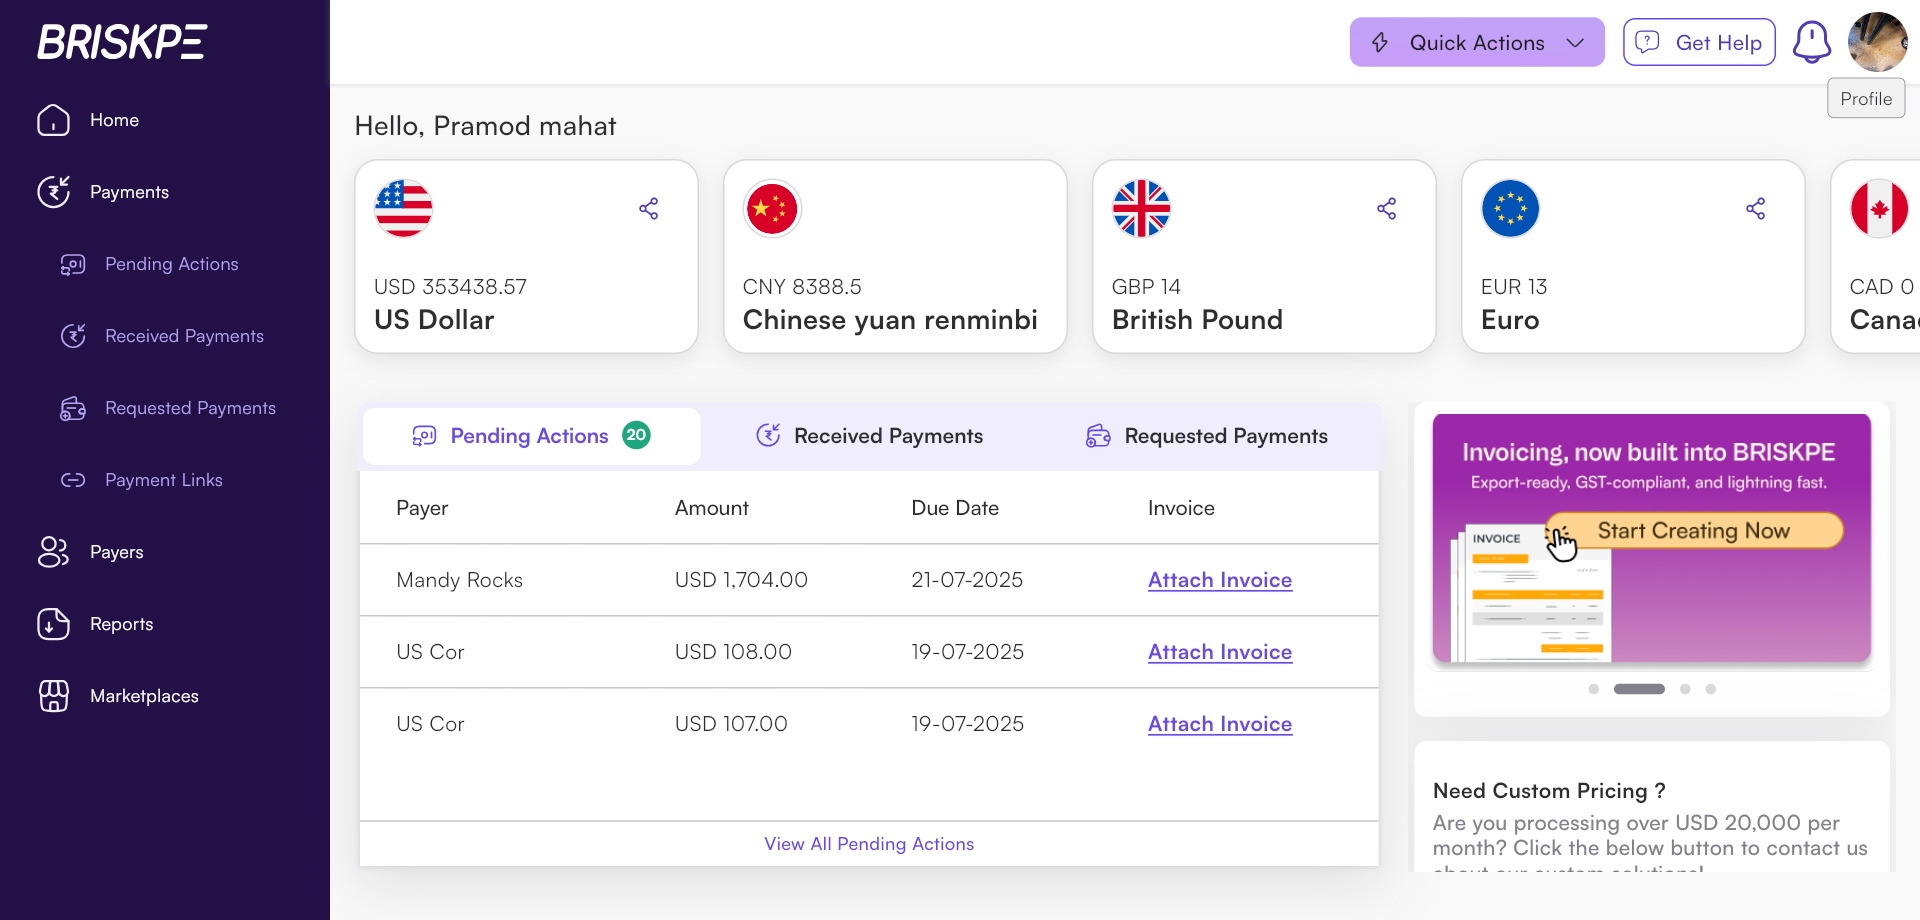 BRISKPE
Quick Actions
Get Help
Profile
Home
Payments
Pending Actions
Received Payments
Requested Payments
Payment Links
Payers
Reports
Marketplaces
Hello, Pramod mahat
USD 353438.57
US Dollar
CNY 8388.5
Chinese yuan renminbi
GBP 14
British Pound
EUR 13
Euro
CAD 0
Pending Actions 20
Received Payments
Requested Payments
Payer Amount Due Date Invoice
Mandy Rocks USD 1,704.00 21-07-2025 Attach Invoice
US Cor USD 108.00 19-07-2025 Attach Invoice
US Cor USD 107.00 19-07-2025 Attach Invoice
View All Pending Actions
Invoicing, now built into BRISKPE
Export-ready, GST-compliant, and lightning fast.
Start Creating Now
INVOICE
Need Custom Pricing ?
Are you processing over USD 20,000 per
month? Click the below button to contact us
about our custom solutions!